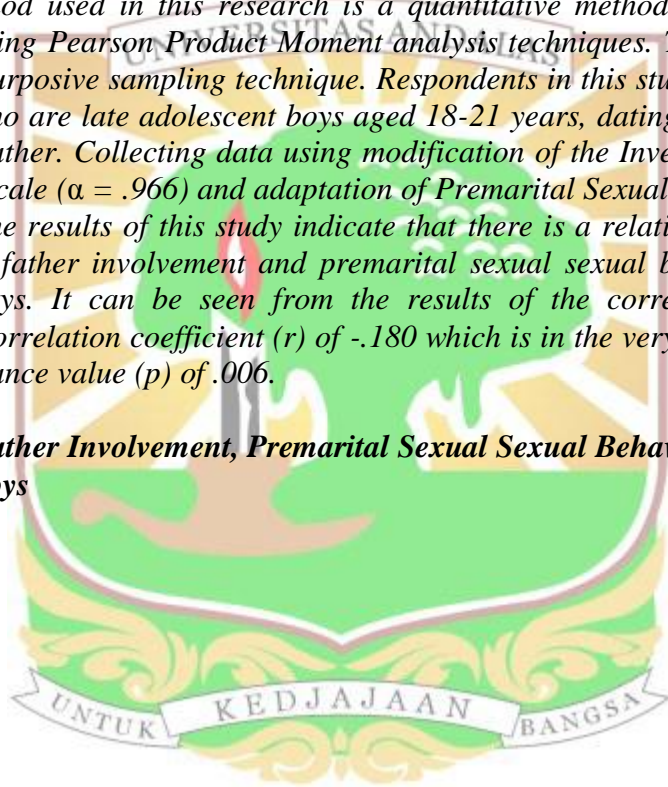 od used in this research is a quantitative method
ing Pearson Product Moment analysis techniques. T
urposive sampling technique. Respondents in this stu
ho are late adolescent boys aged 18-21 years, dating
ather. Collecting data using modification of the Inve
cale (α = .966) and adaptation of Premarital Sexual
he results of this study indicate that there is a relati
father involvement and premarital sexual sexual b
ys. It can be seen from the results of the corre
orrelation coefficient (r) of -.180 which is in the very
ance value (p) of .006.
ather Involvement, Premarital Sexual Sexual Behav
ys
UNIVERSITAS ANDALAS
UNTUK KEDJAJAAN BANGSA